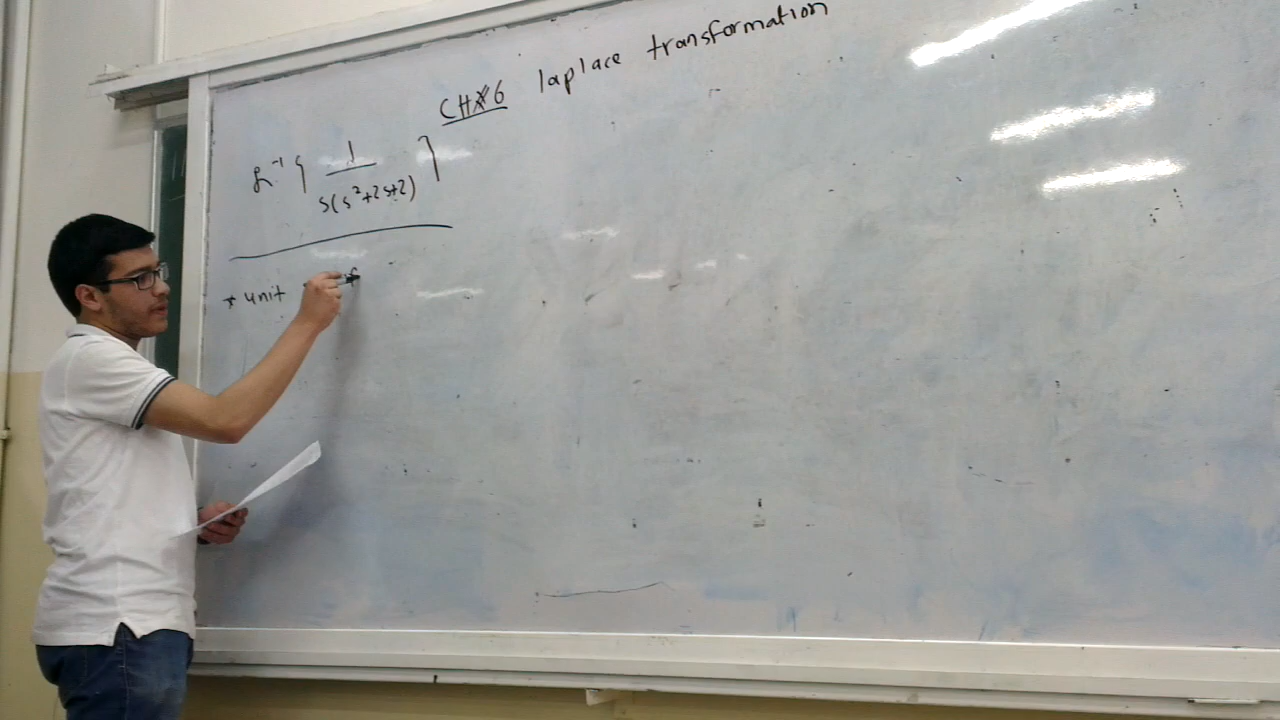 CH#6 laplace transformation
L⁻¹ { 1 / s(s²+2s+2) }
* unit